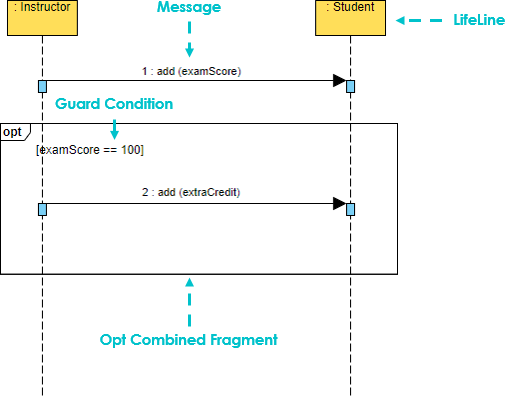 Message
: Instructor
: Student
LifeLine
1 : add (examScore)
Guard Condition
opt
[examScore == 100]
2 : add (extraCredit)
Opt Combined Fragment